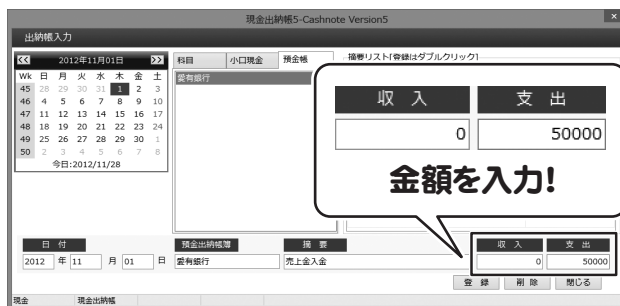 現金出納帳5-Cashnote Version5
×
出納帳入力
<< 2012年11月01日 >>
Wk 日 月 火 水 木 金 土
45 28 29 30 31 1 2 3
46 4 5 6 7 8 9 10
47 11 12 13 14 15 16 17
48 18 19 20 21 22 23 24
49 25 26 27 28 29 30 1
50 2 3 4 5 6 7 8
今日:2012/11/28
科目 小口現金 預金帳
愛有銀行
摘要リスト[登録はダブルクリック]
収 入 支 出
0 50000
金額を入力!
日 付 預金出納帳簿 摘 要 収 入 支 出
2012 年 11 月 01 日 愛有銀行 売上金入金 0 50000
登 録 削 除 閉じる
現金 現金出納帳